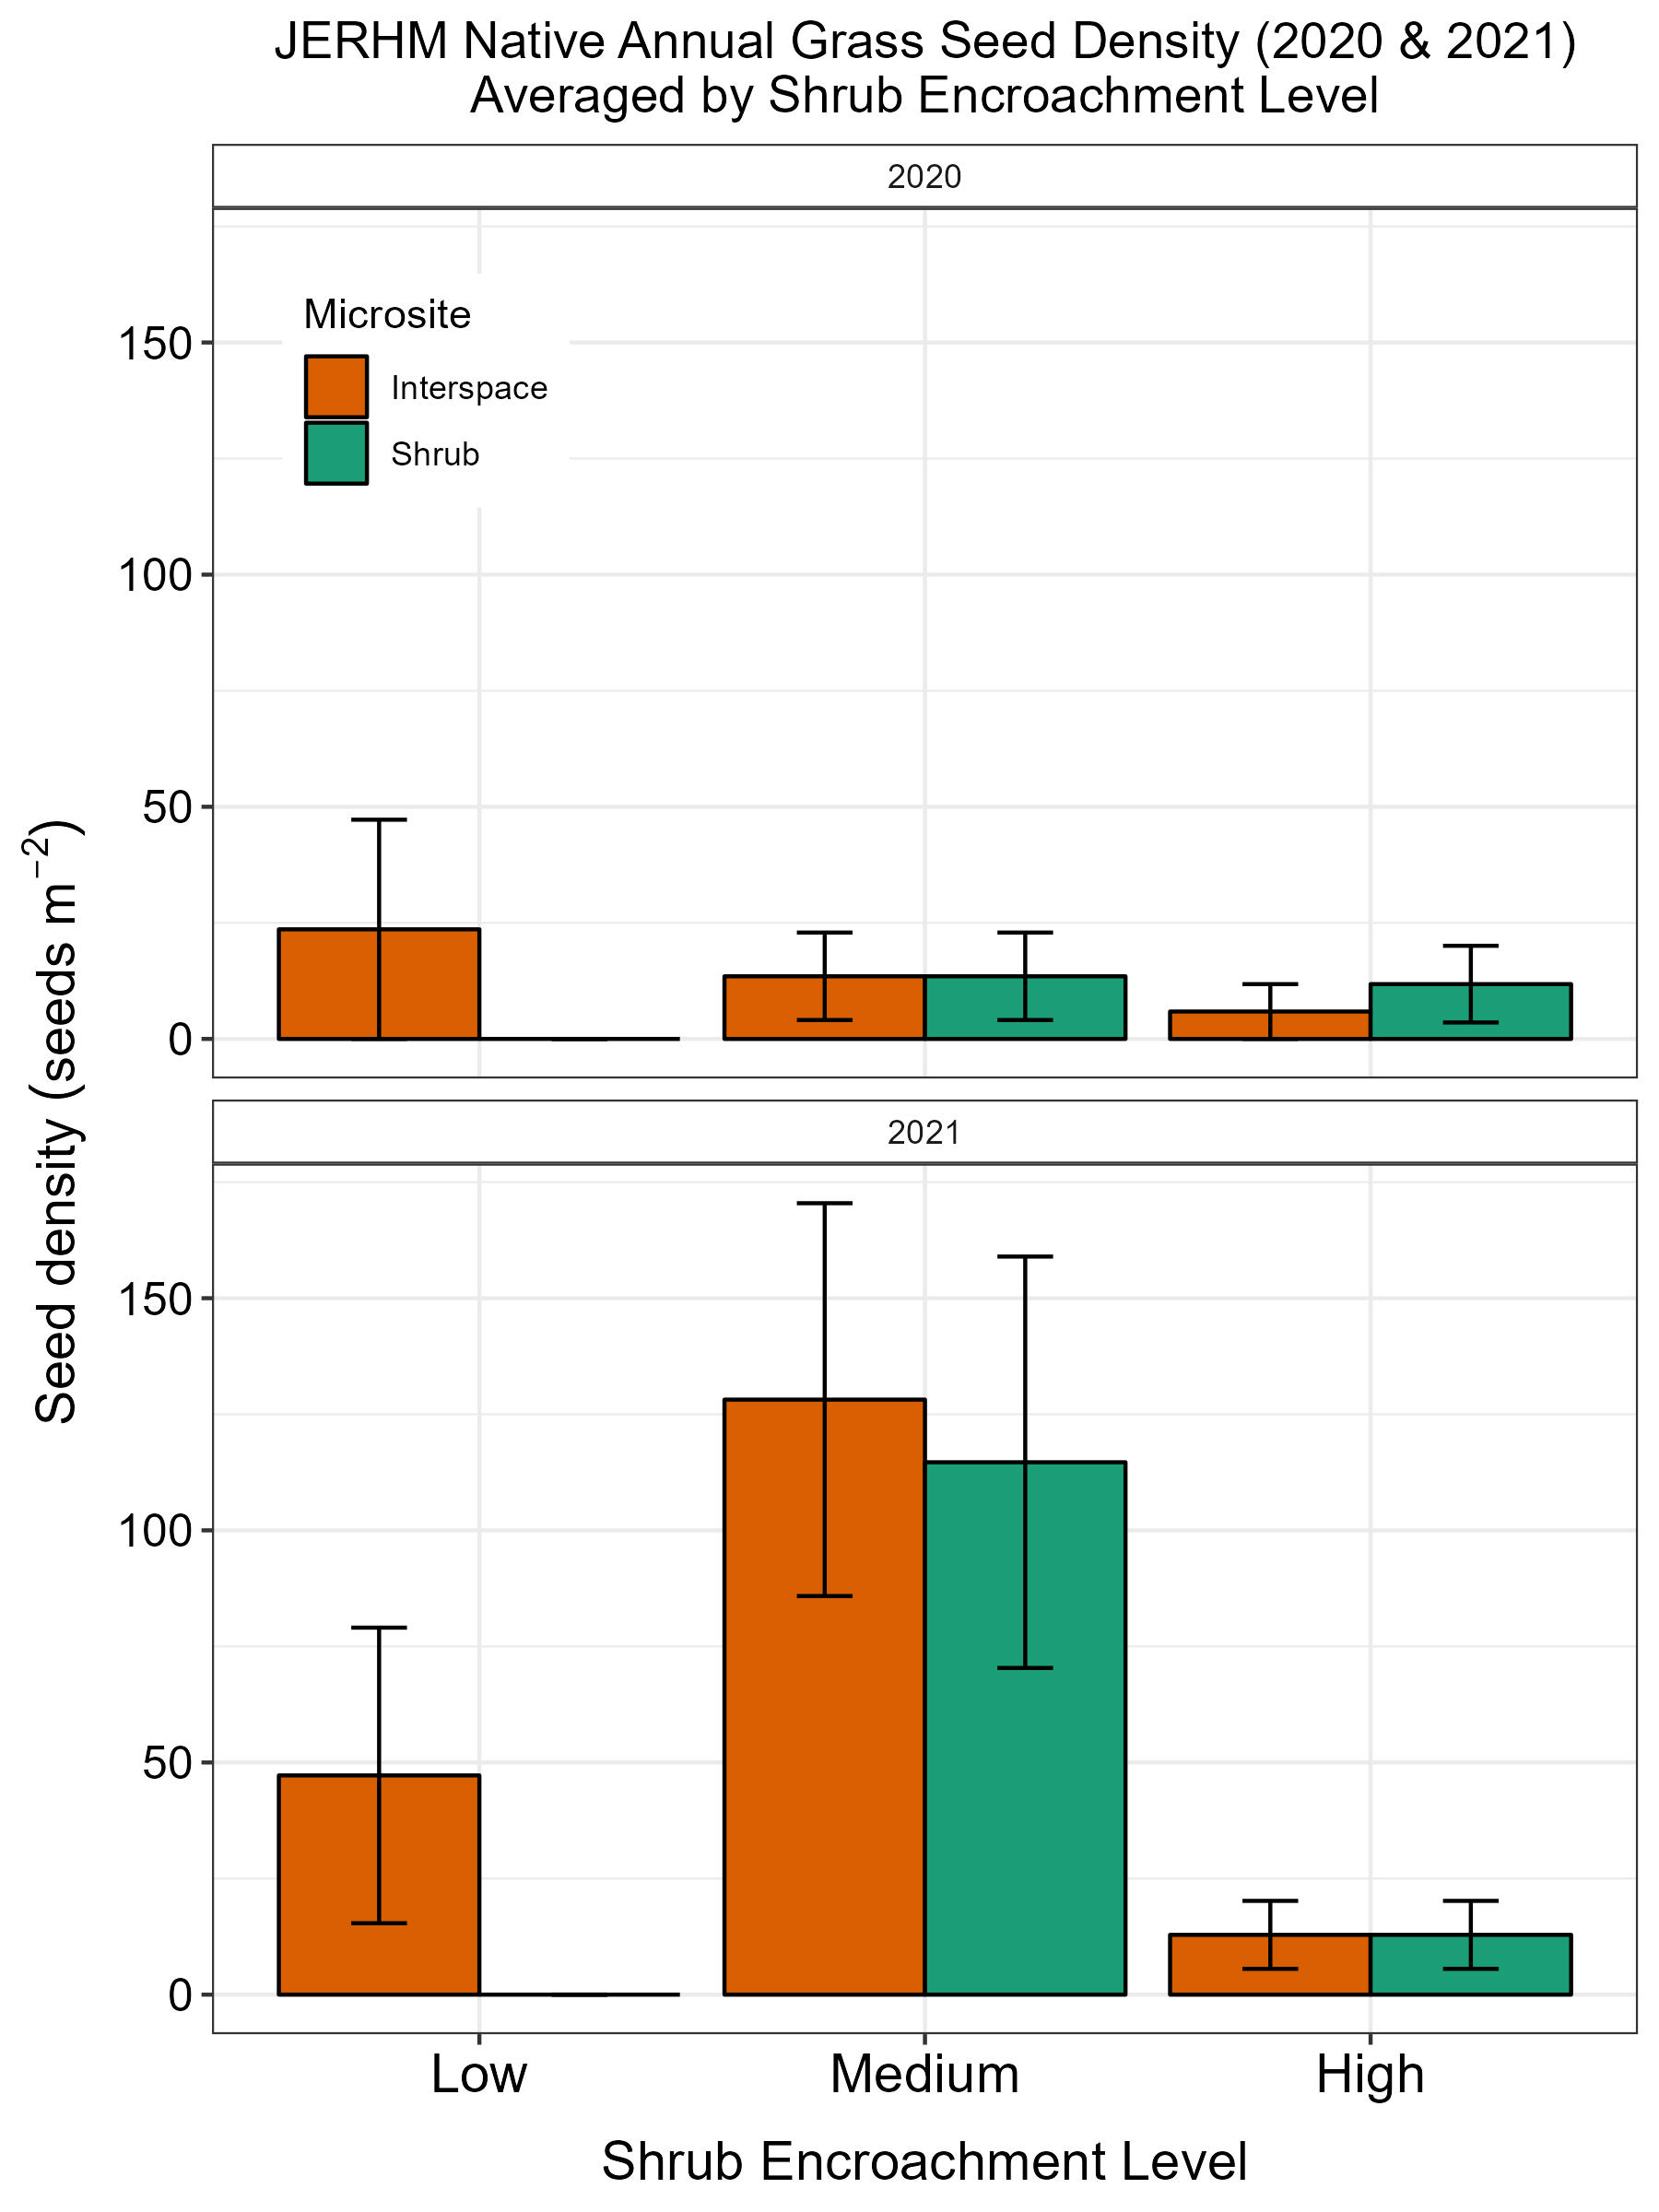 JERHM Native Annual Grass Seed Density (2020 & 2021)
Averaged by Shrub Encroachment Level
2020
Microsite
Interspace
Shrub
150
100
50
0
Seed density (seeds m⁻²)
2021
150
100
50
0
Low Medium High
Shrub Encroachment Level